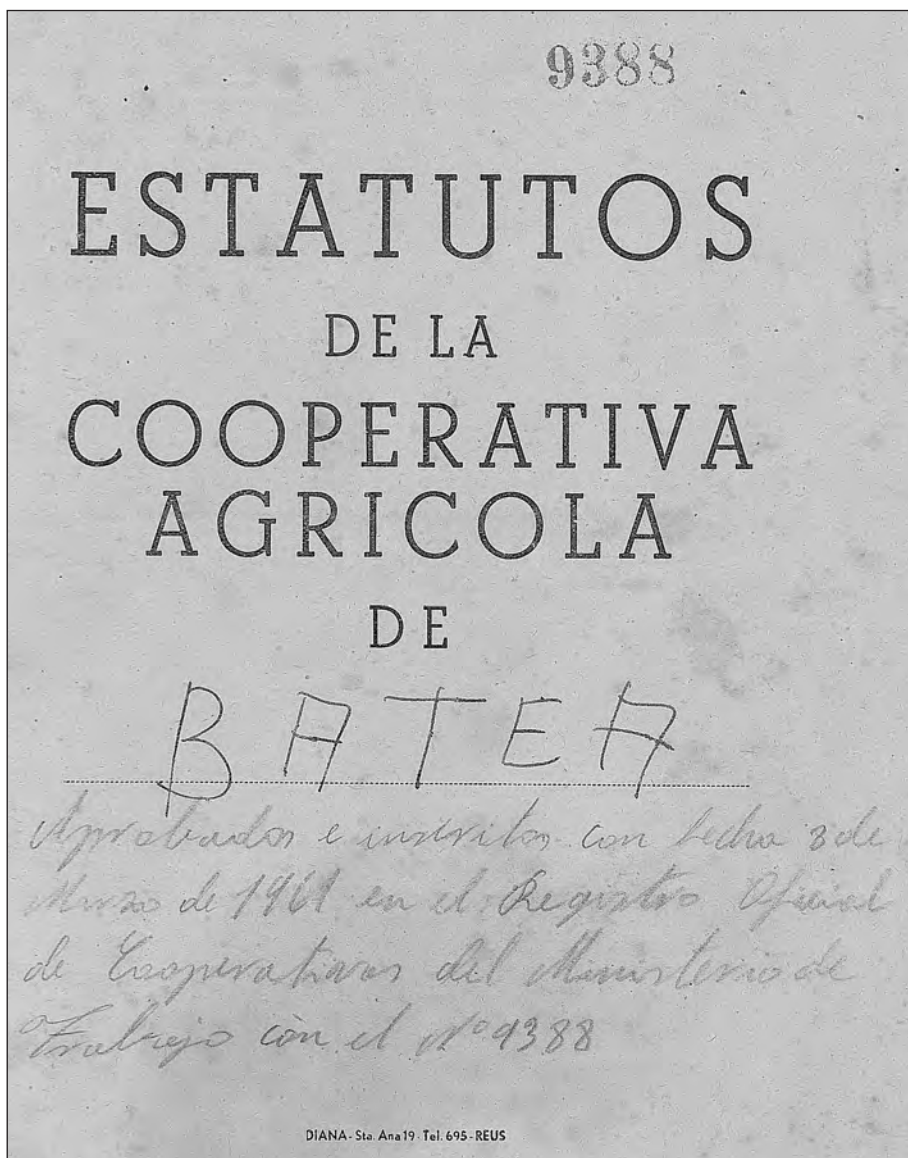 9388
ESTATUTOS
DE LA
COOPERATIVA
AGRICOLA
DE
BATEA
Aprobados e inscritos con fecha 3 de
Marzo de 1961 en el Registro Oficial
de Cooperativas del Ministerio de
Trabajo con el Nº 9388
DIANA - Sta. Ana 19 - Tel. 695 - REUS